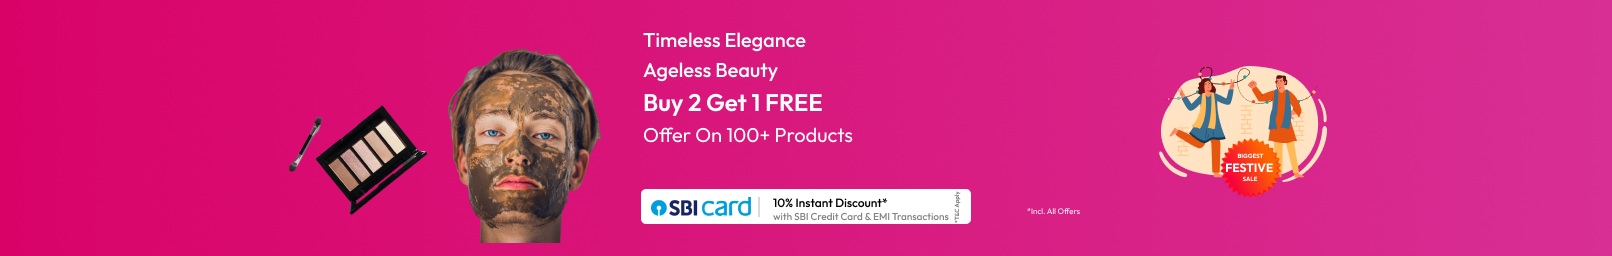 Timeless Elegance
Ageless Beauty
Buy 2 Get 1 FREE
Offer On 100+ Products
SBI card
10% Instant Discount*
with SBI Credit Card & EMI Transactions
*T&C Apply
*Incl. All Offers
BIGGEST
FESTIVE
SALE